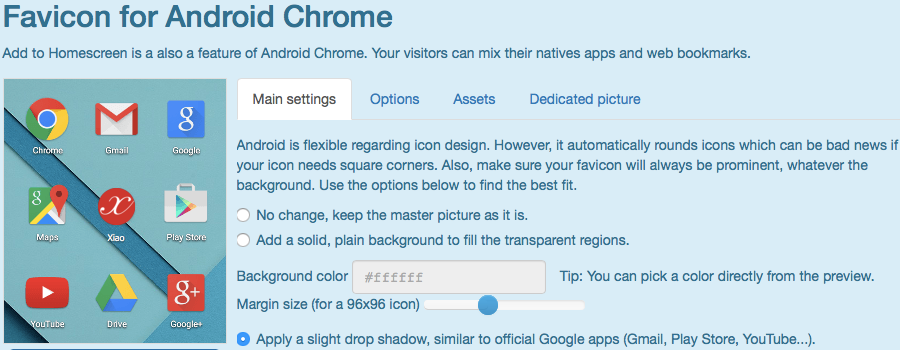 Favicon for Android Chrome
Add to Homescreen is a also a feature of Android Chrome. Your visitors can mix their natives apps and web bookmarks.
Main settings
Options
Assets
Dedicated picture
Chrome
Gmail
Google
Maps
Xiao
Play Store
YouTube
Drive
Google+
Android is flexible regarding icon design. However, it automatically rounds icons which can be bad news if
your icon needs square corners. Also, make sure your favicon will always be prominent, whatever the
background. Use the options below to find the best fit.
No change, keep the master picture as it is.
Add a solid, plain background to fill the transparent regions.
Background color #ffffff Tip: You can pick a color directly from the preview.
Margin size (for a 96x96 icon)
Apply a slight drop shadow, similar to official Google apps (Gmail, Play Store, YouTube...).